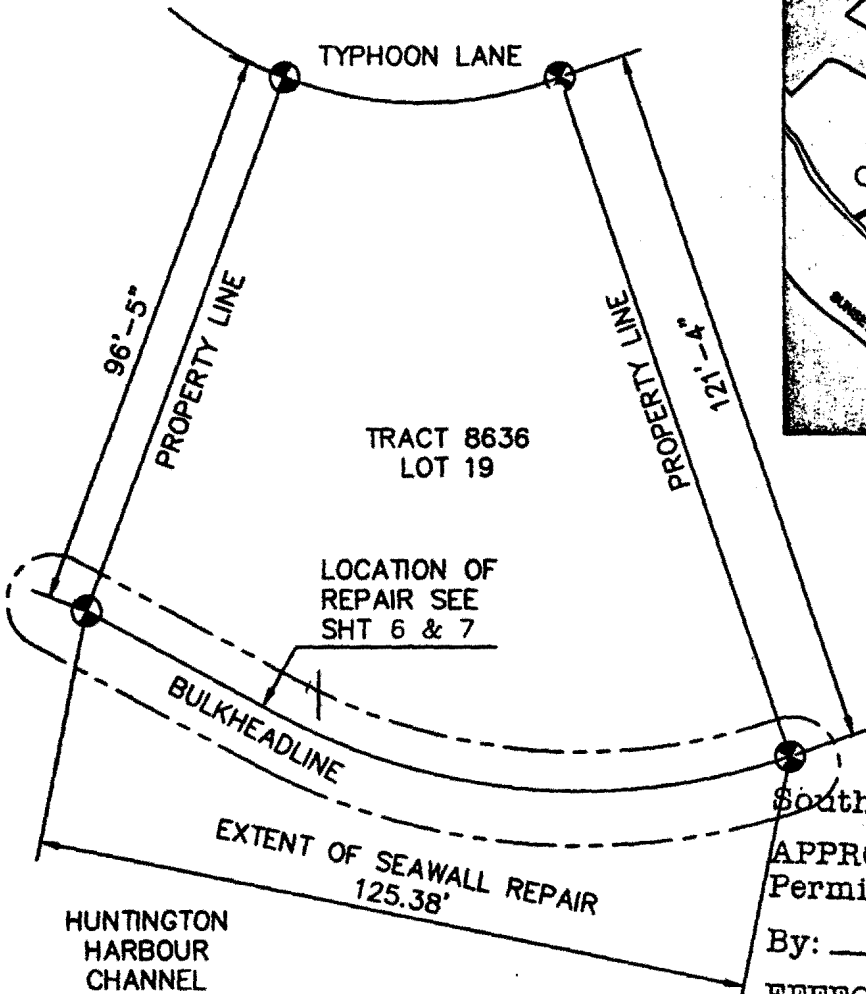 TYPHOON LANE
96'-5"
PROPERTY LINE
PROPERTY LINE
121'-4"
TRACT 8636
LOT 19
LOCATION OF
REPAIR SEE
SHT 6 & 7
BULKHEADLINE
EXTENT OF SEAWALL REPAIR
125.38'
HUNTINGTON
HARBOUR
CHANNEL
South
APPRO
Permi
By: